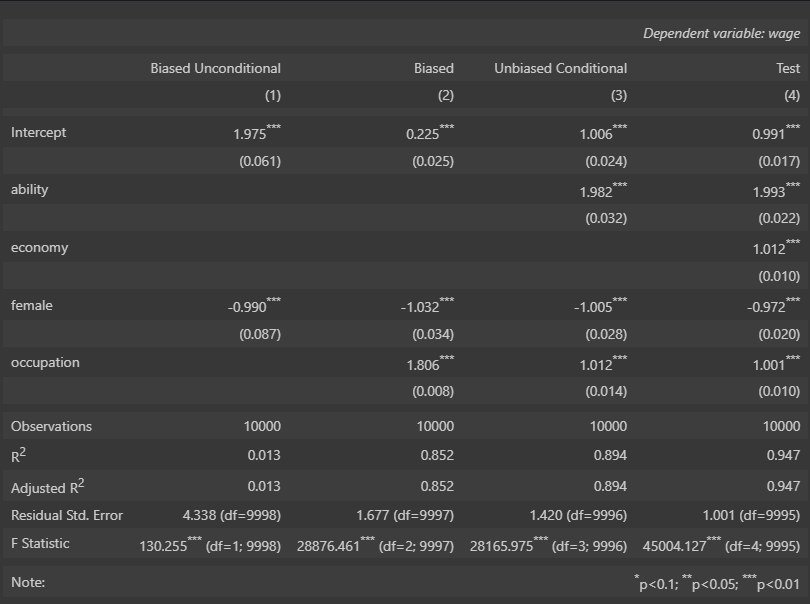 Dependent variable: wage
Biased Unconditional Biased Unbiased Conditional Test
(1) (2) (3) (4)
Intercept 1.975*** 0.225*** 1.006*** 0.991***
(0.061) (0.025) (0.024) (0.017)
ability 1.982*** 1.993***
(0.032) (0.022)
economy 1.012***
(0.010)
female -0.990*** -1.032*** -1.005*** -0.972***
(0.087) (0.034) (0.028) (0.020)
occupation 1.806*** 1.012*** 1.001***
(0.008) (0.014) (0.010)
Observations 10000 10000 10000 10000
R2 0.013 0.852 0.894 0.947
Adjusted R2 0.013 0.852 0.894 0.947
Residual Std. Error 4.338 (df=9998) 1.677 (df=9997) 1.420 (df=9996) 1.001 (df=9995)
F Statistic 130.255*** (df=1; 9998) 28876.461*** (df=2; 9997) 28165.975*** (df=3; 9996) 45004.127*** (df=4; 9995)
Note: *p<0.1; **p<0.05; ***p<0.01